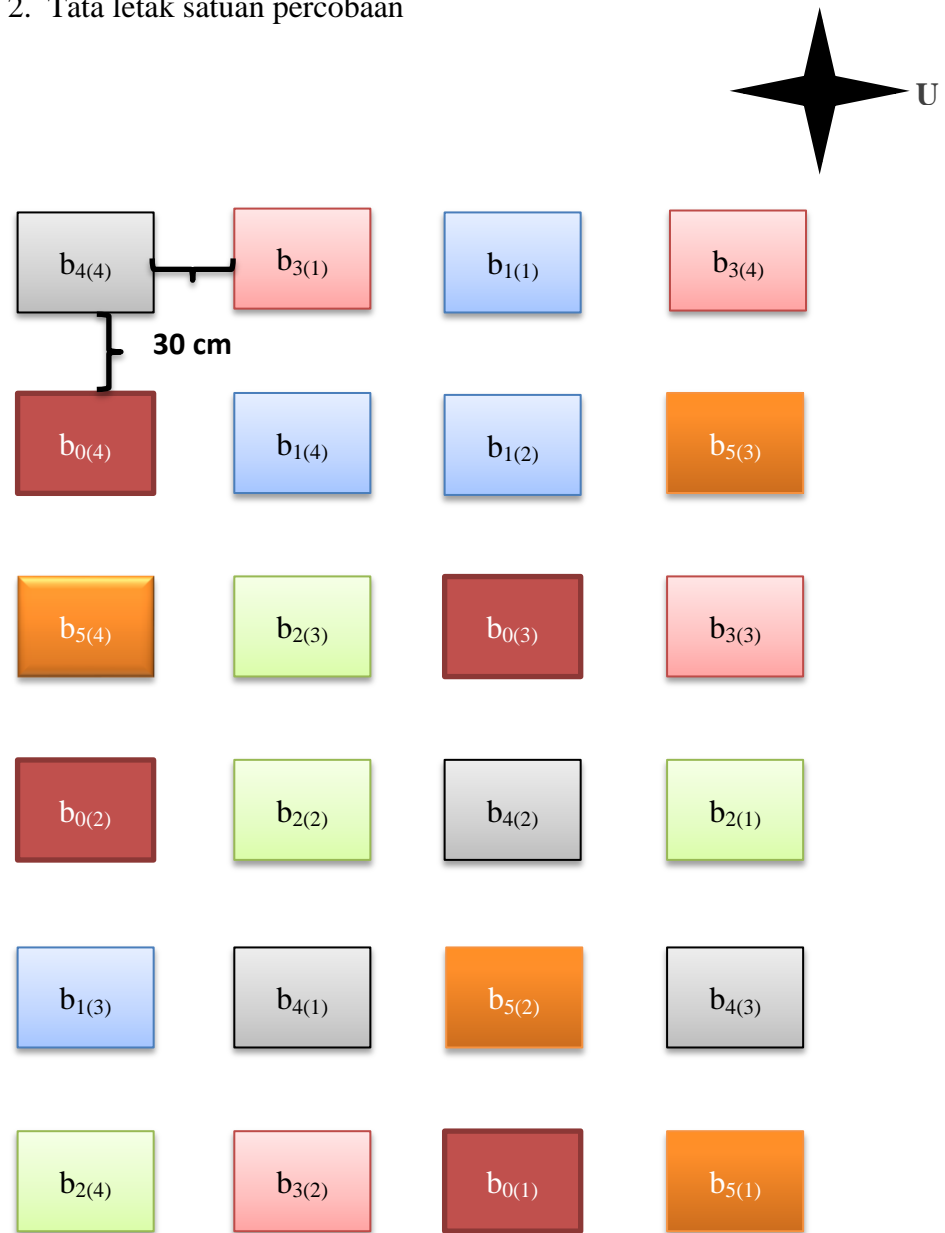 2. Tata letak satuan percobaan
U
b4(4) b3(1) b1(1) b3(4)
30 cm
b0(4) b1(4) b1(2) b5(3)
b5(4) b2(3) b0(3) b3(3)
b0(2) b2(2) b4(2) b2(1)
b1(3) b4(1) b5(2) b4(3)
b2(4) b3(2) b0(1) b5(1)